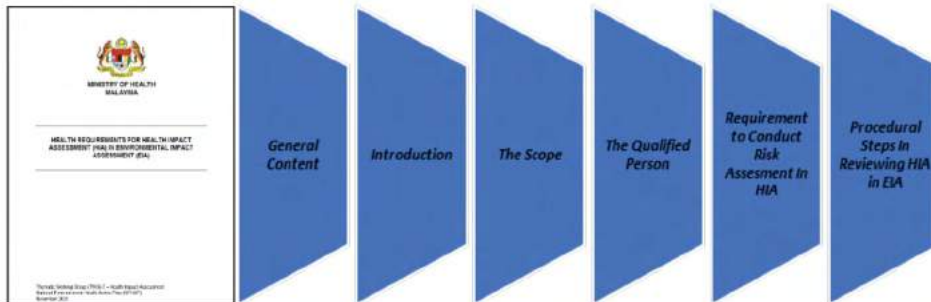 MINISTRY OF HEALTH
MALAYSIA
HEALTH REQUIREMENTS FOR HEALTH IMPACT
ASSESSMENT (HIA) IN ENVIRONMENTAL IMPACT
ASSESSMENT (EIA)
General
Content
Introduction
The Scope
The Qualified
Person
Requirement
to Conduct
Risk
Assesment In
HIA
Procedural
Steps In
Reviewing HIA
in EIA